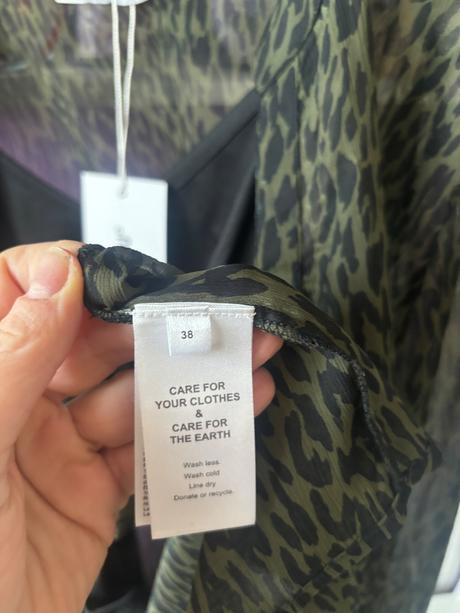 38
CARE FOR
YOUR CLOTHES
&
CARE FOR
THE EARTH
Wash less.
Wash cold
Line dry
Donate or recycle.